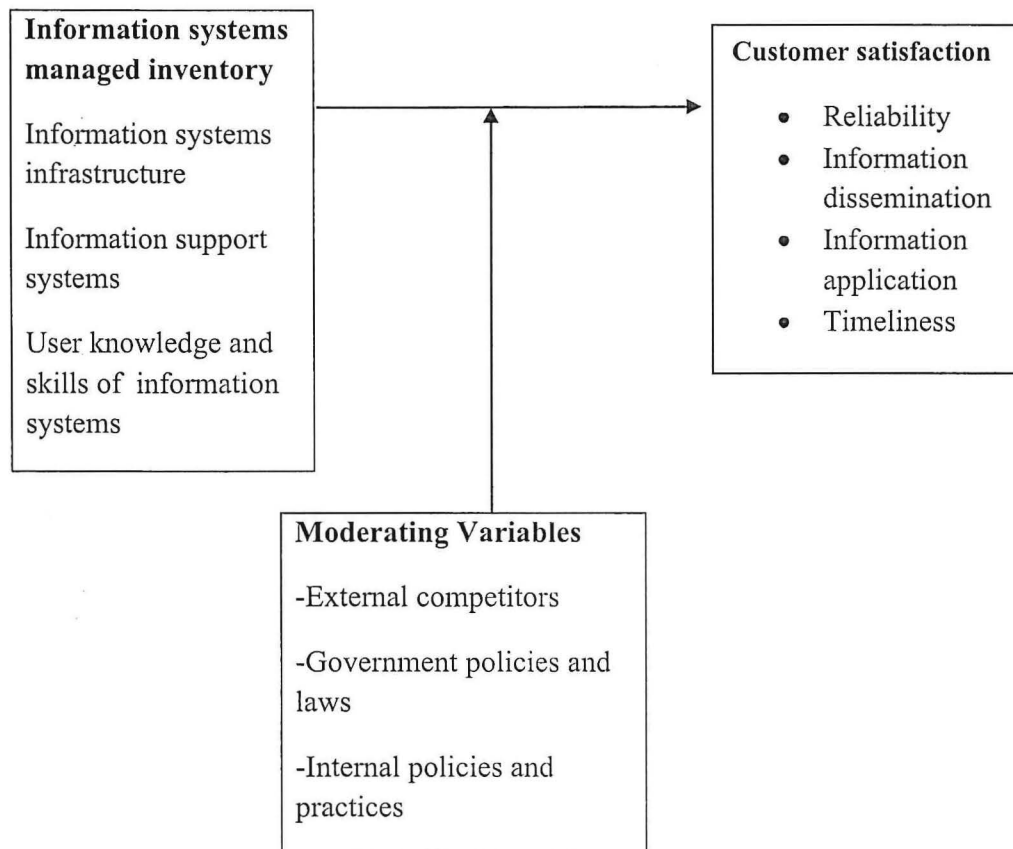 Information systems
managed inventory
Information systems
infrastructure
Information support
systems
User knowledge and
skills of information
systems
Customer satisfaction
• Reliability
• Information
dissemination
• Information
application
• Timeliness
Moderating Variables
-External competitors
-Government policies and
laws
-Internal policies and
practices